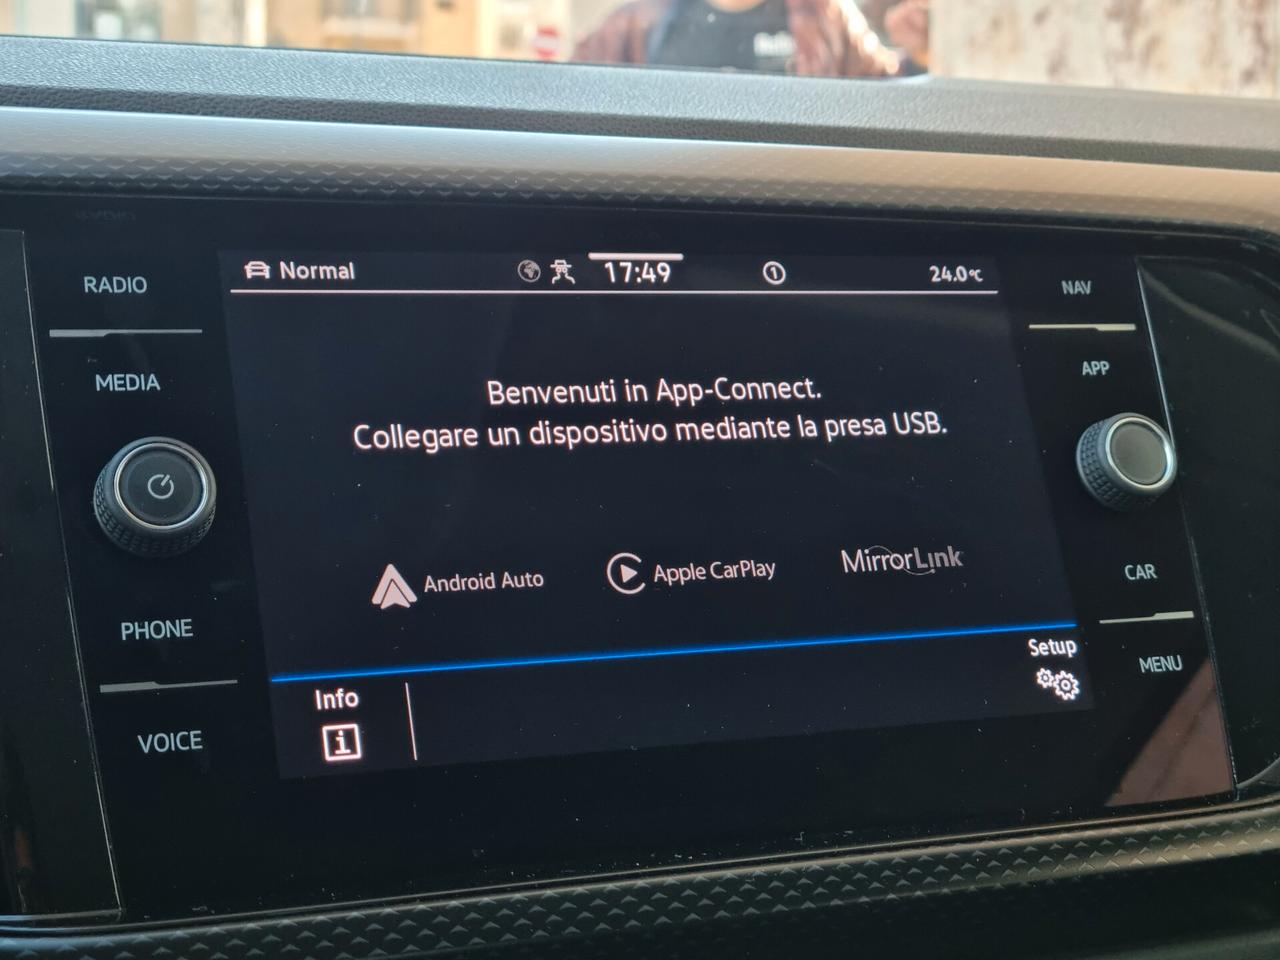 RADIO
MEDIA
PHONE
VOICE
Normal
17:49
1
24.0°C
Benvenuti in App-Connect.
Collegare un dispositivo mediante la presa USB.
Android Auto
Apple CarPlay
MirrorLink
Info
i
Setup
NAV
APP
CAR
MENU